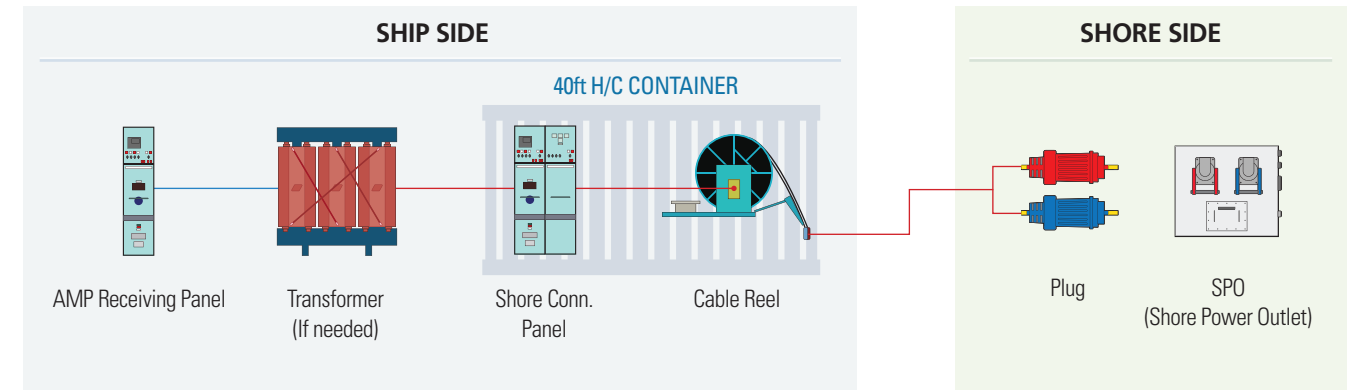 SHIP SIDE
SHORE SIDE
40ft H/C CONTAINER
AMP Receiving Panel
Transformer
(If needed)
Shore Conn.
Panel
Cable Reel
Plug
SPO
(Shore Power Outlet)